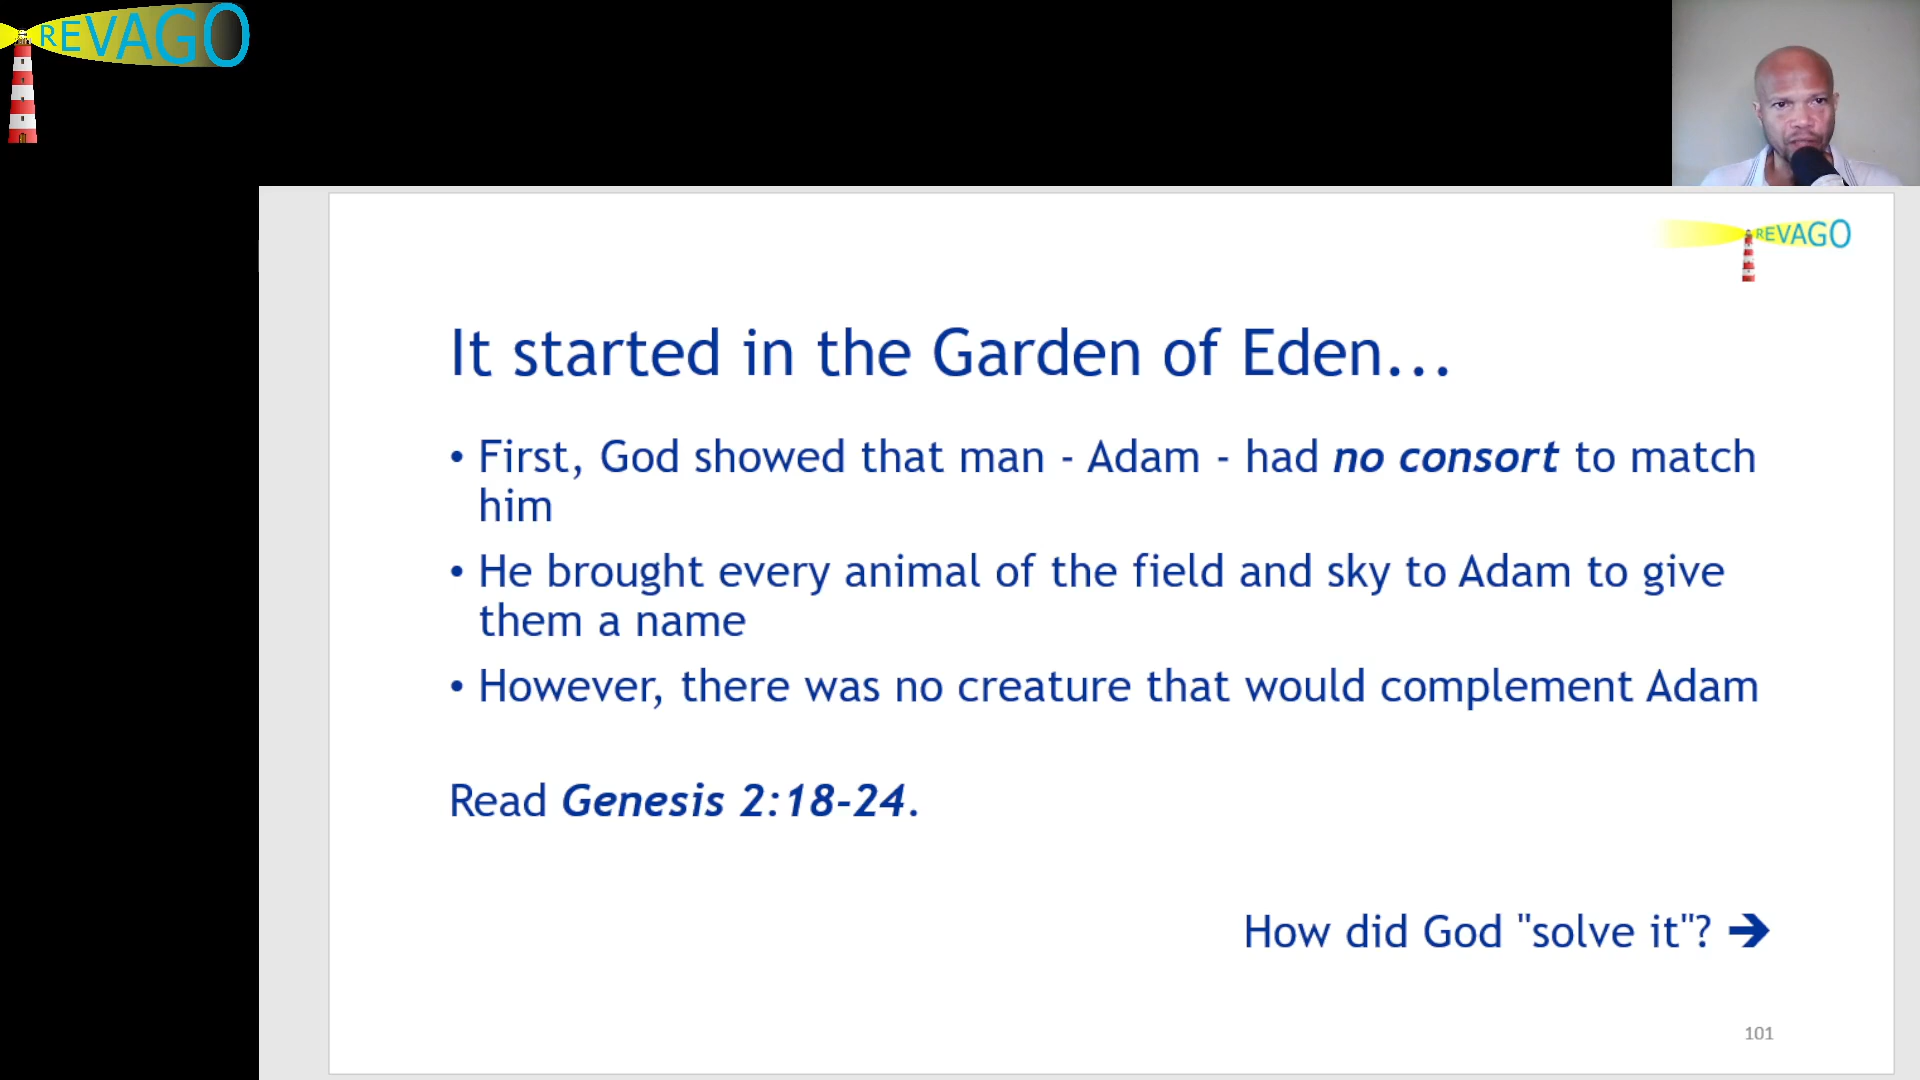 REVAGO
REVAGO
It started in the Garden of Eden...
• First, God showed that man - Adam - had no consort to match
him
• He brought every animal of the field and sky to Adam to give
them a name
• However, there was no creature that would complement Adam
Read Genesis 2:18-24.
How did God "solve it"? ➔
101